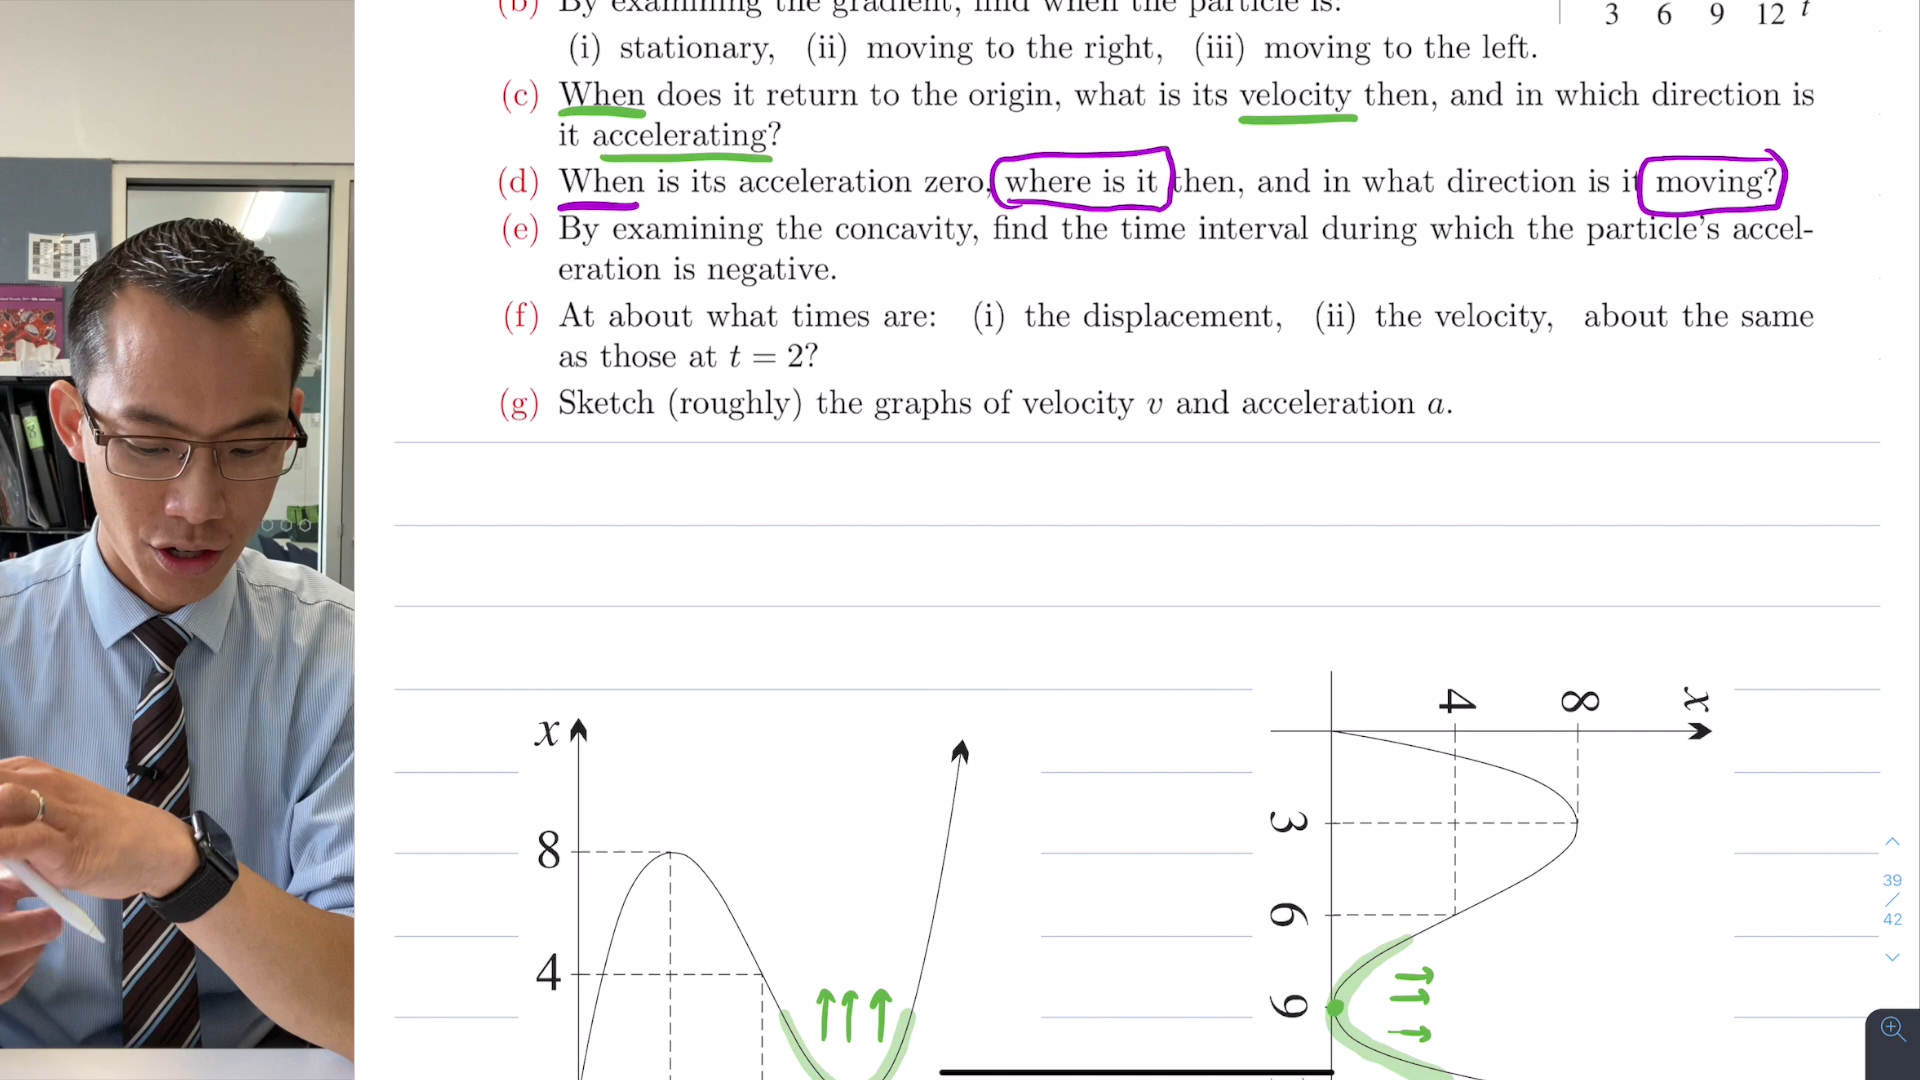 (b) By examining the gradient, find when the particle is:
3 6 9 12 t
(i) stationary, (ii) moving to the right, (iii) moving to the left.
(c) When does it return to the origin, what is its velocity then, and in which direction is
it accelerating?
(d) When is its acceleration zero, where is it then, and in what direction is it moving?
(e) By examining the concavity, find the time interval during which the particle's accel-
eration is negative.
(f) At about what times are: (i) the displacement, (ii) the velocity, about the same
as those at t = 2?
(g) Sketch (roughly) the graphs of velocity v and acceleration a.
x
8
4
4 8 x
3
6
9
39
/
42